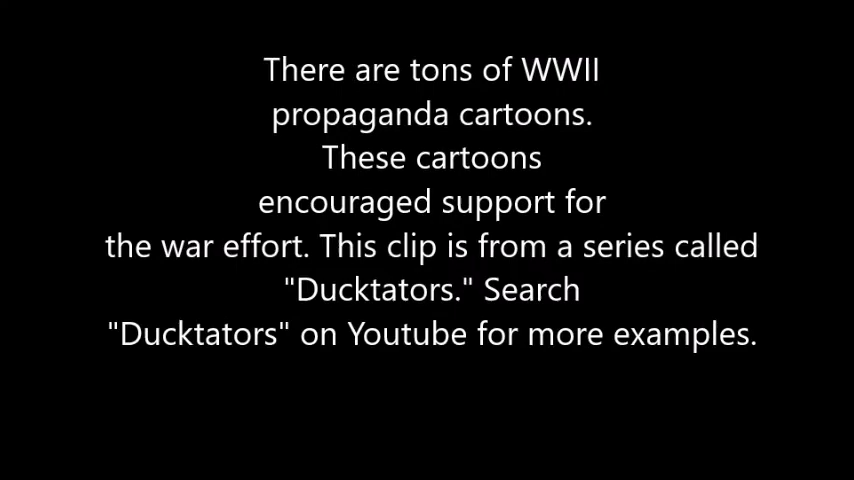 There are tons of WWII
propaganda cartoons.
These cartoons
encouraged support for
the war effort. This clip is from a series called
"Ducktators." Search
"Ducktators" on Youtube for more examples.